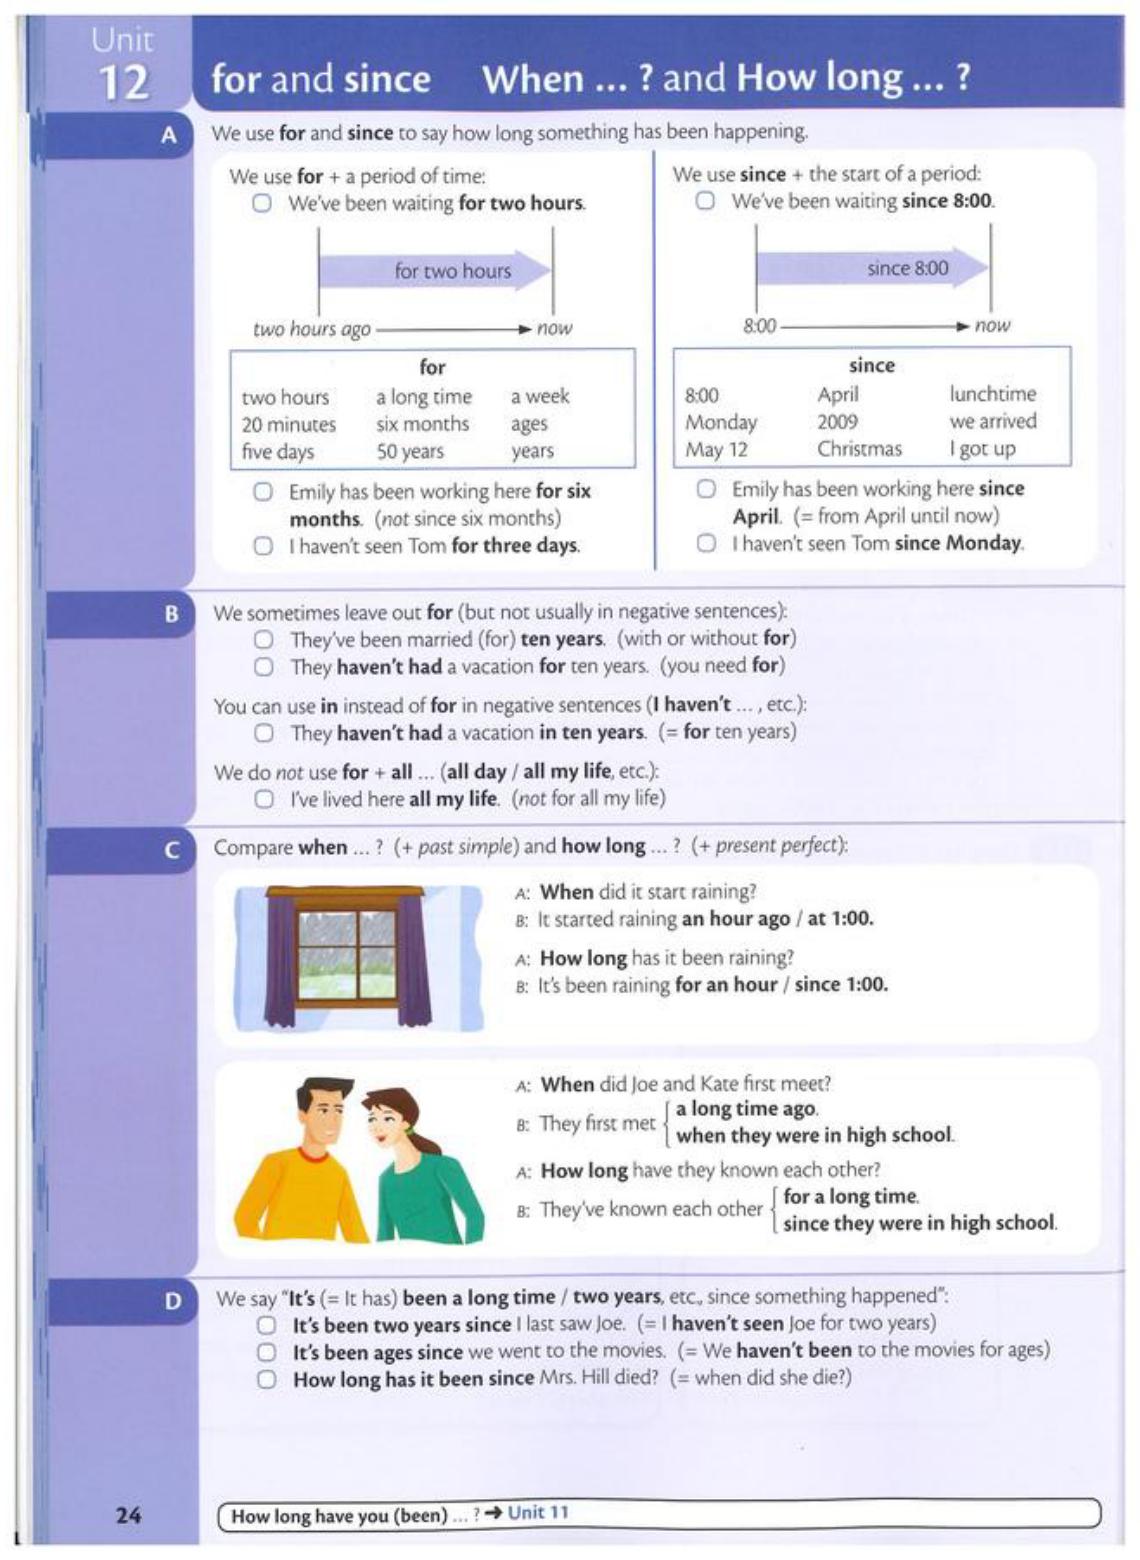 Unit
12
for and since When ... ? and How long ... ?
A
We use for and since to say how long something has been happening.
We use for + a period of time:
We've been waiting for two hours.
for two hours
two hours ago now
for
two hours a long time a week
20 minutes six months ages
five days 50 years years
Emily has been working here for six
months. (not since six months)
I haven't seen Tom for three days.
We use since + the start of a period:
We've been waiting since 8:00.
since 8:00
8:00 now
since
8:00 April lunchtime
Monday 2009 we arrived
May 12 Christmas I got up
Emily has been working here since
April. (= from April until now)
I haven't seen Tom since Monday.
B
We sometimes leave out for (but not usually in negative sentences):
They've been married (for) ten years. (with or without for)
They haven't had a vacation for ten years. (you need for)
You can use in instead of for in negative sentences (I haven't ... , etc.):
They haven't had a vacation in ten years. (= for ten years)
We do not use for + all ... (all day / all my life, etc.):
I've lived here all my life. (not for all my life)
C
Compare when ... ? (+ past simple) and how long ... ? (+ present perfect):
A: When did it start raining?
B: It started raining an hour ago / at 1:00.
A: How long has it been raining?
B: It's been raining for an hour / since 1:00.
A: When did Joe and Kate first meet?
B: They first met { a long time ago.
when they were in high school.
A: How long have they known each other?
B: They've known each other { for a long time.
since they were in high school.
D
We say "It's (= It has) been a long time / two years, etc., since something happened":
It's been two years since I last saw Joe. (= I haven't seen Joe for two years)
It's been ages since we went to the movies. (= We haven't been to the movies for ages)
How long has it been since Mrs. Hill died? (= when did she die?)
24
How long have you (been) ... ? → Unit 11